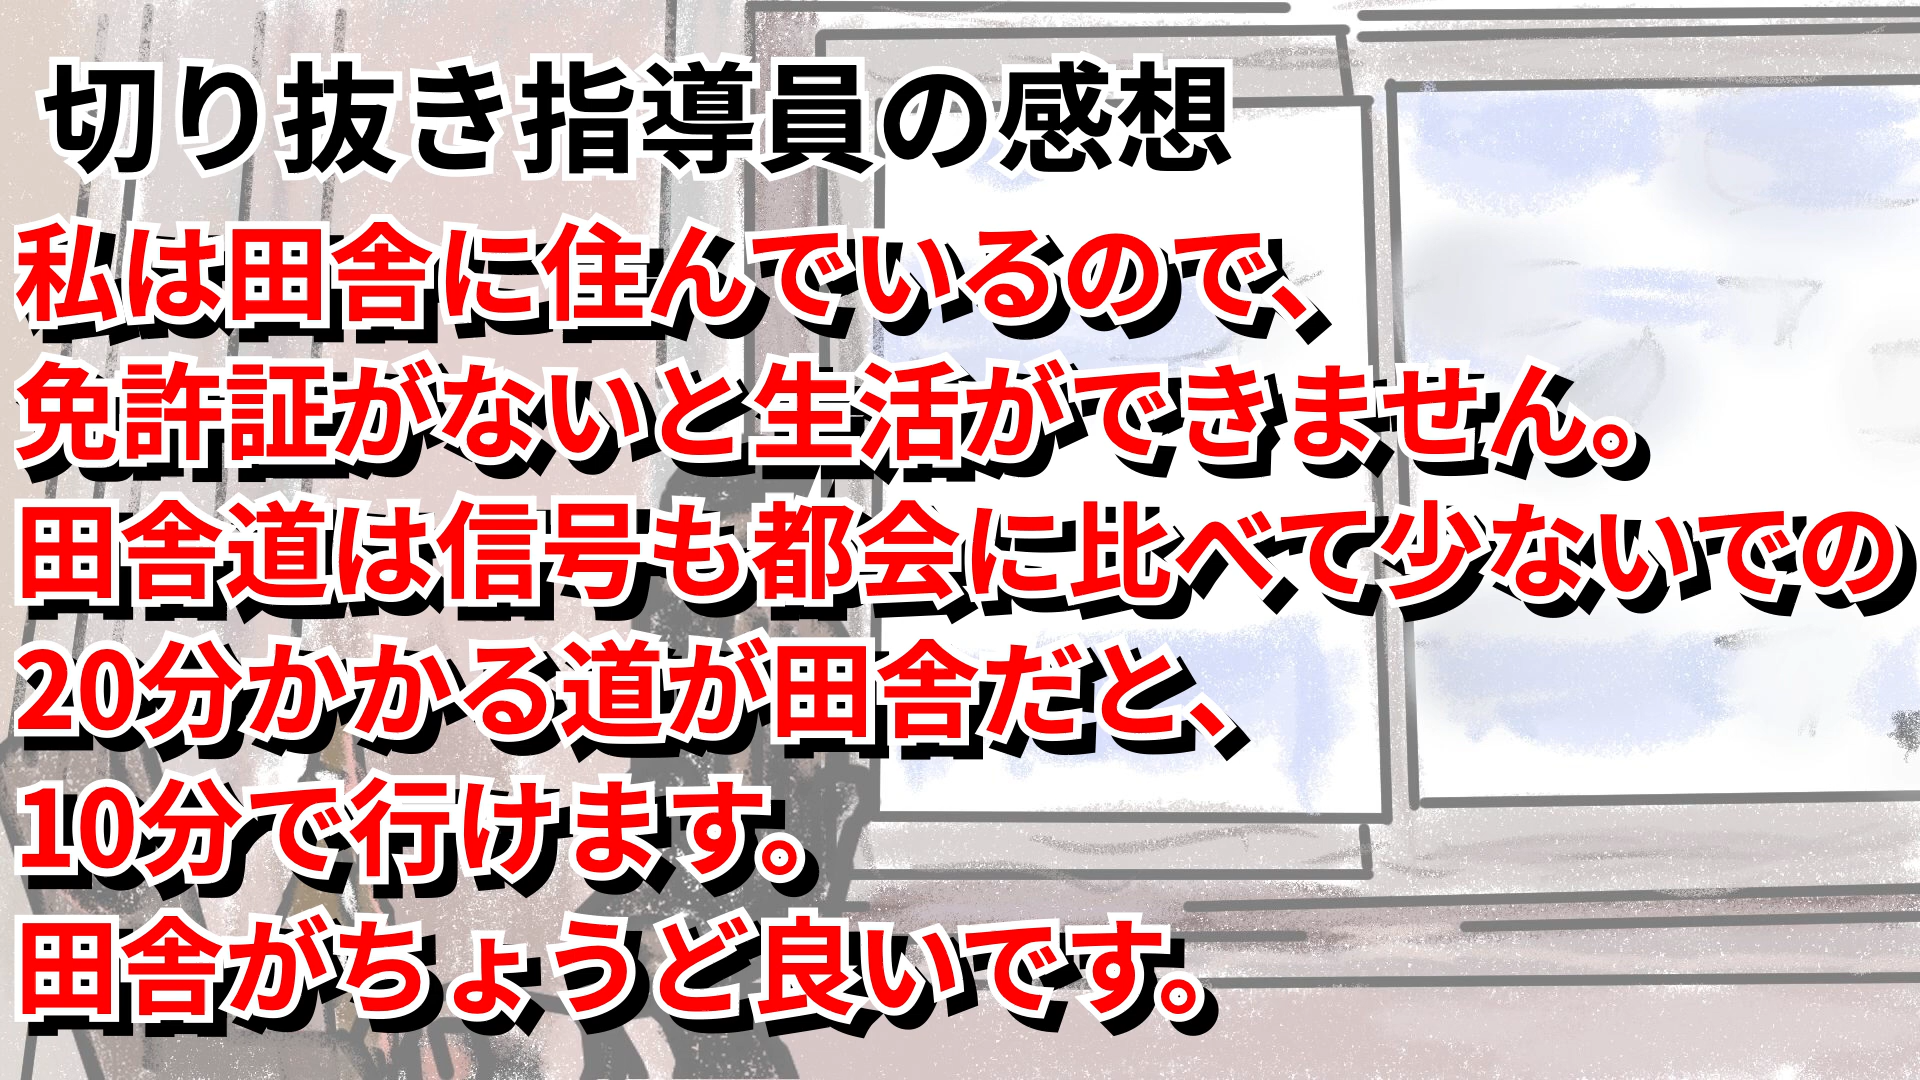 切り抜き指導員の感想
私は田舎に住んでいるので、
免許証がないと生活ができません。
田舎道は信号も都会に比べて少ないでの
20分かかる道が田舎だと、
10分で行けます。
田舎がちょうど良いです。